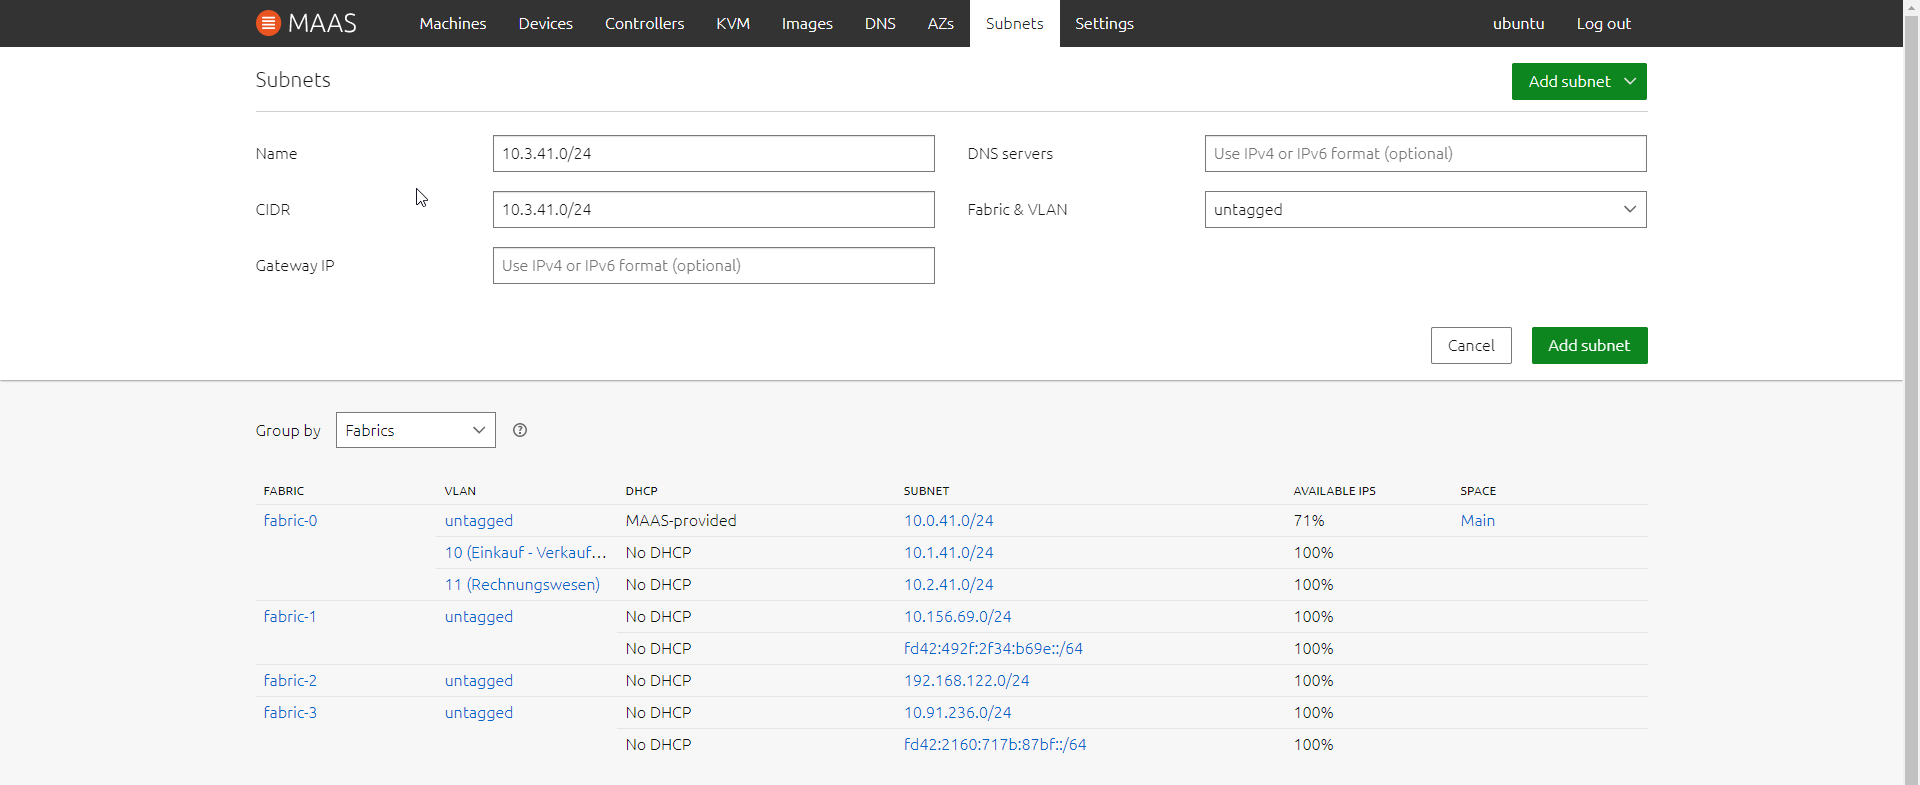 MAAS Machines Devices Controllers KVM Images DNS AZs Subnets Settings ubuntu Log out
Subnets Add subnet
Name 10.3.41.0/24 DNS servers Use IPv4 or IPv6 format (optional)
CIDR 10.3.41.0/24 Fabric & VLAN untagged
Gateway IP Use IPv4 or IPv6 format (optional)
Cancel Add subnet
Group by Fabrics ?
FABRIC VLAN DHCP SUBNET AVAILABLE IPS SPACE
fabric-0 untagged MAAS-provided 10.0.41.0/24 71% Main
10 (Einkauf - Verkauf... No DHCP 10.1.41.0/24 100%
11 (Rechnungswesen) No DHCP 10.2.41.0/24 100%
fabric-1 untagged No DHCP 10.156.69.0/24 100%
No DHCP fd42:492f:2f34:b69e::/64 100%
fabric-2 untagged No DHCP 192.168.122.0/24 100%
fabric-3 untagged No DHCP 10.91.236.0/24 100%
No DHCP fd42:2160:717b:87bf::/64 100%